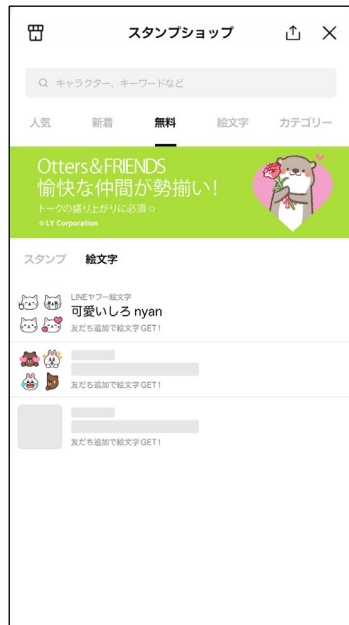 スタンプショップ
キャラクター、キーワードなど
人気 新着 無料 絵文字 カテゴリー
Otters&FRIENDS
愉快な仲間が勢揃い!
トークの盛り上がりに必須☆
© LY Corporation
スタンプ 絵文字
LINEヤフー絵文字
可愛いしろ nyan
友だち追加で絵文字GET!
友だち追加で絵文字GET!
友だち追加で絵文字GET!